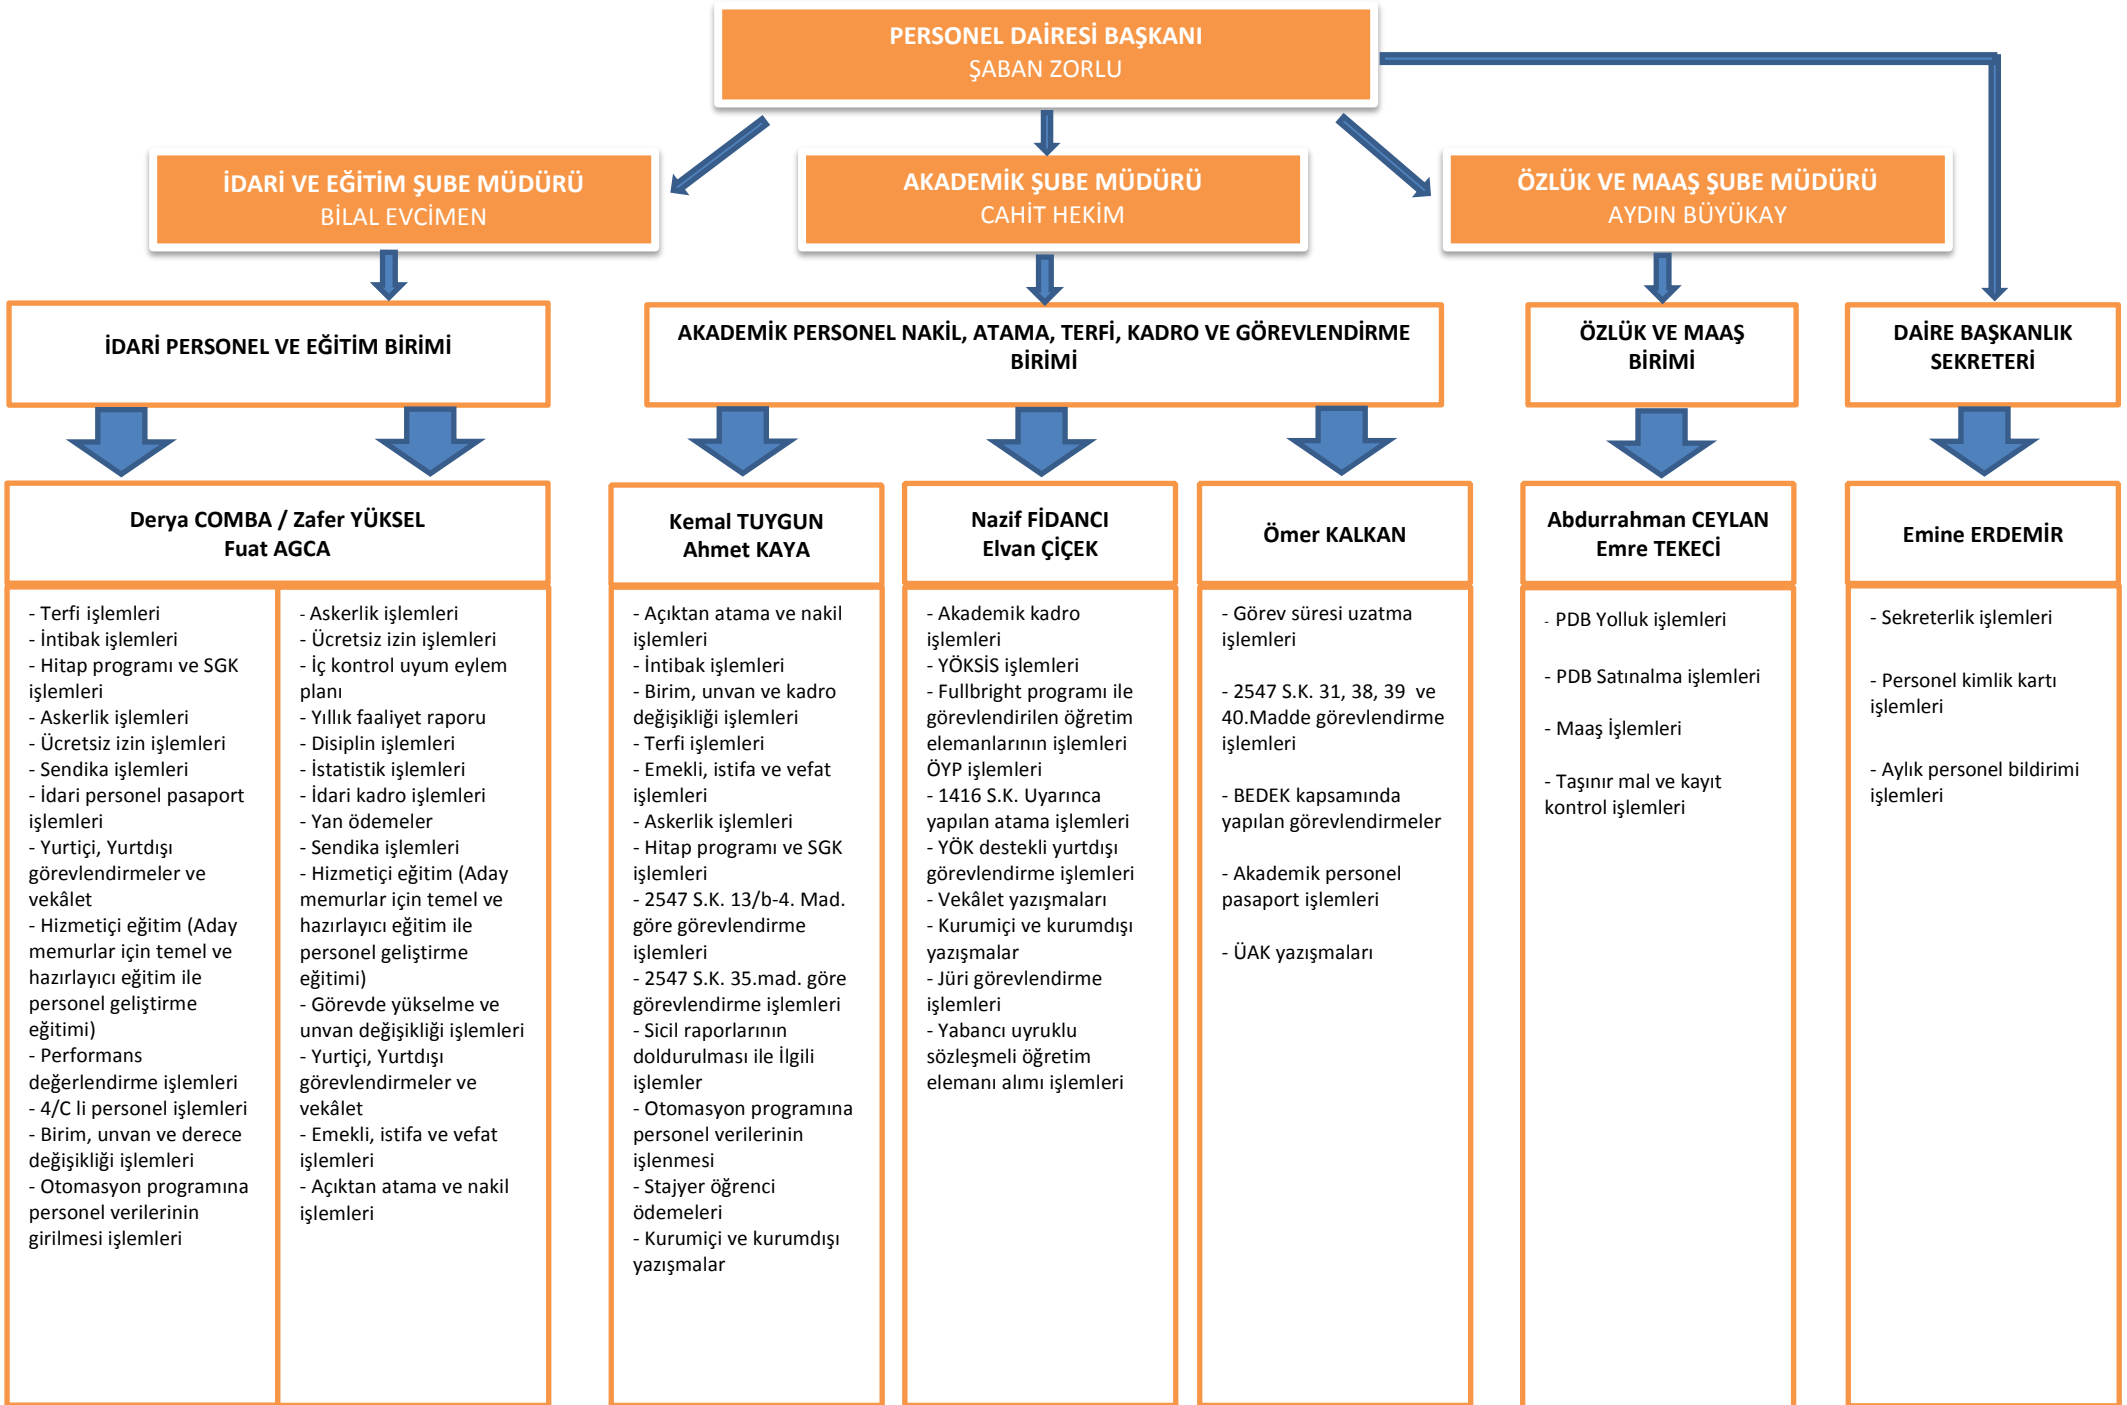 PERSONEL DAİRESİ BAŞKANI
ŞABAN ZORLU
İDARİ VE EĞİTİM ŞUBE MÜDÜRÜ
BİLAL EVCİMEN
AKADEMİK ŞUBE MÜDÜRÜ
CAHİT HEKİM
ÖZLÜK VE MAAŞ ŞUBE MÜDÜRÜ
AYDIN BÜYÜKAY
İDARİ PERSONEL VE EĞİTİM BİRİMİ
AKADEMİK PERSONEL NAKİL, ATAMA, TERFİ, KADRO VE GÖREVLENDİRME
BİRİMİ
ÖZLÜK VE MAAŞ
BİRİMİ
DAİRE BAŞKANLIK
SEKRETERİ
Derya COMBA / Zafer YÜKSEL
Fuat AGCA
- Terfi işlemleri
- İntibak işlemleri
- Hitap programı ve SGK
işlemleri
- Askerlik işlemleri
- Ücretsiz izin işlemleri
- Sendika işlemleri
- İdari personel pasaport
işlemleri
- Yurtiçi, Yurtdışı
görevlendirmeler ve
vekâlet
- Hizmetiçi eğitim (Aday
memurlar için temel ve
hazırlayıcı eğitim ile
personel geliştirme
eğitimi)
- Performans
değerlendirme işlemleri
- 4/C li personel işlemleri
- Birim, unvan ve derece
değişikliği işlemleri
- Otomasyon programına
personel verilerinin
girilmesi işlemleri
- Askerlik işlemleri
- Ücretsiz izin işlemleri
- İç kontrol uyum eylem
planı
- Yıllık faaliyet raporu
- Disiplin işlemleri
- İstatistik işlemleri
- İdari kadro işlemleri
- Yan ödemeler
- Sendika işlemleri
- Hizmetiçi eğitim (Aday
memurlar için temel ve
hazırlayıcı eğitim ile
personel geliştirme
eğitimi)
- Görevde yükselme ve
unvan değişikliği işlemleri
- Yurtiçi, Yurtdışı
görevlendirmeler ve
vekâlet
- Emekli, istifa ve vefat
işlemleri
- Açıktan atama ve nakil
işlemleri
Kemal TUYGUN
Ahmet KAYA
- Açıktan atama ve nakil
işlemleri
- İntibak işlemleri
- Birim, unvan ve kadro
değişikliği işlemleri
- Terfi işlemleri
- Emekli, istifa ve vefat
işlemleri
- Askerlik işlemleri
- Hitap programı ve SGK
işlemleri
- 2547 S.K. 13/b-4. Mad.
göre görevlendirme
işlemleri
- 2547 S.K. 35.mad. göre
görevlendirme işlemleri
- Sicil raporlarının
doldurulması ile İlgili
işlemler
- Otomasyon programına
personel verilerinin
işlenmesi
- Stajyer öğrenci
ödemeleri
- Kurumiçi ve kurumdışı
yazışmalar
Nazif FİDANCI
Elvan ÇİÇEK
- Akademik kadro
işlemleri
- YÖKSİS işlemleri
- Fullbright programı ile
görevlendirilen öğretim
elemanlarının işlemleri
ÖYP işlemleri
- 1416 S.K. Uyarınca
yapılan atama işlemleri
- YÖK destekli yurtdışı
görevlendirme işlemleri
- Vekâlet yazışmaları
- Kurumiçi ve kurumdışı
yazışmalar
- Jüri görevlendirme
işlemleri
- Yabancı uyruklu
sözleşmeli öğretim
elemanı alımı işlemleri
Ömer KALKAN
- Görev süresi uzatma
işlemleri
- 2547 S.K. 31, 38, 39  ve
40.Madde görevlendirme
işlemleri
- BEDEK kapsamında
yapılan görevlendirmeler
- Akademik personel
pasaport işlemleri
- ÜAK yazışmaları
Abdurrahman CEYLAN
Emre TEKECİ
- PDB Yolluk işlemleri
- PDB Satınalma işlemleri
- Maaş İşlemleri
- Taşınır mal ve kayıt
kontrol işlemleri
Emine ERDEMİR
- Sekreterlik işlemleri
- Personel kimlik kartı
işlemleri
- Aylık personel bildirimi
işlemleri